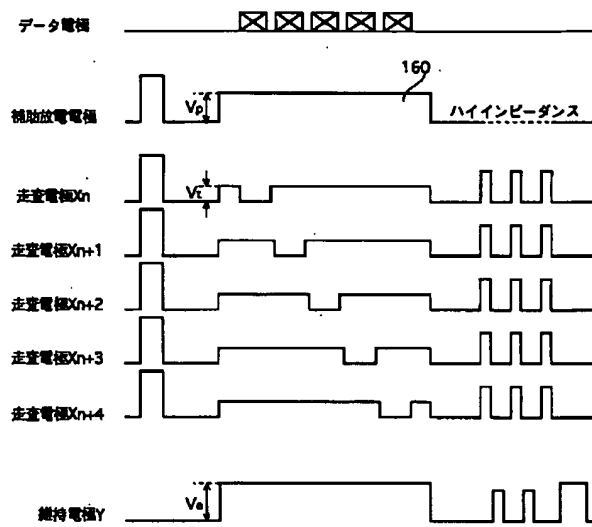 データ電極
160
補助放電電極
Vp
ハイインピーダンス
走査電極Xn
Vt
走査電極Xn+1
走査電極Xn+2
走査電極Xn+3
走査電極Xn+4
Va
維持電極Y